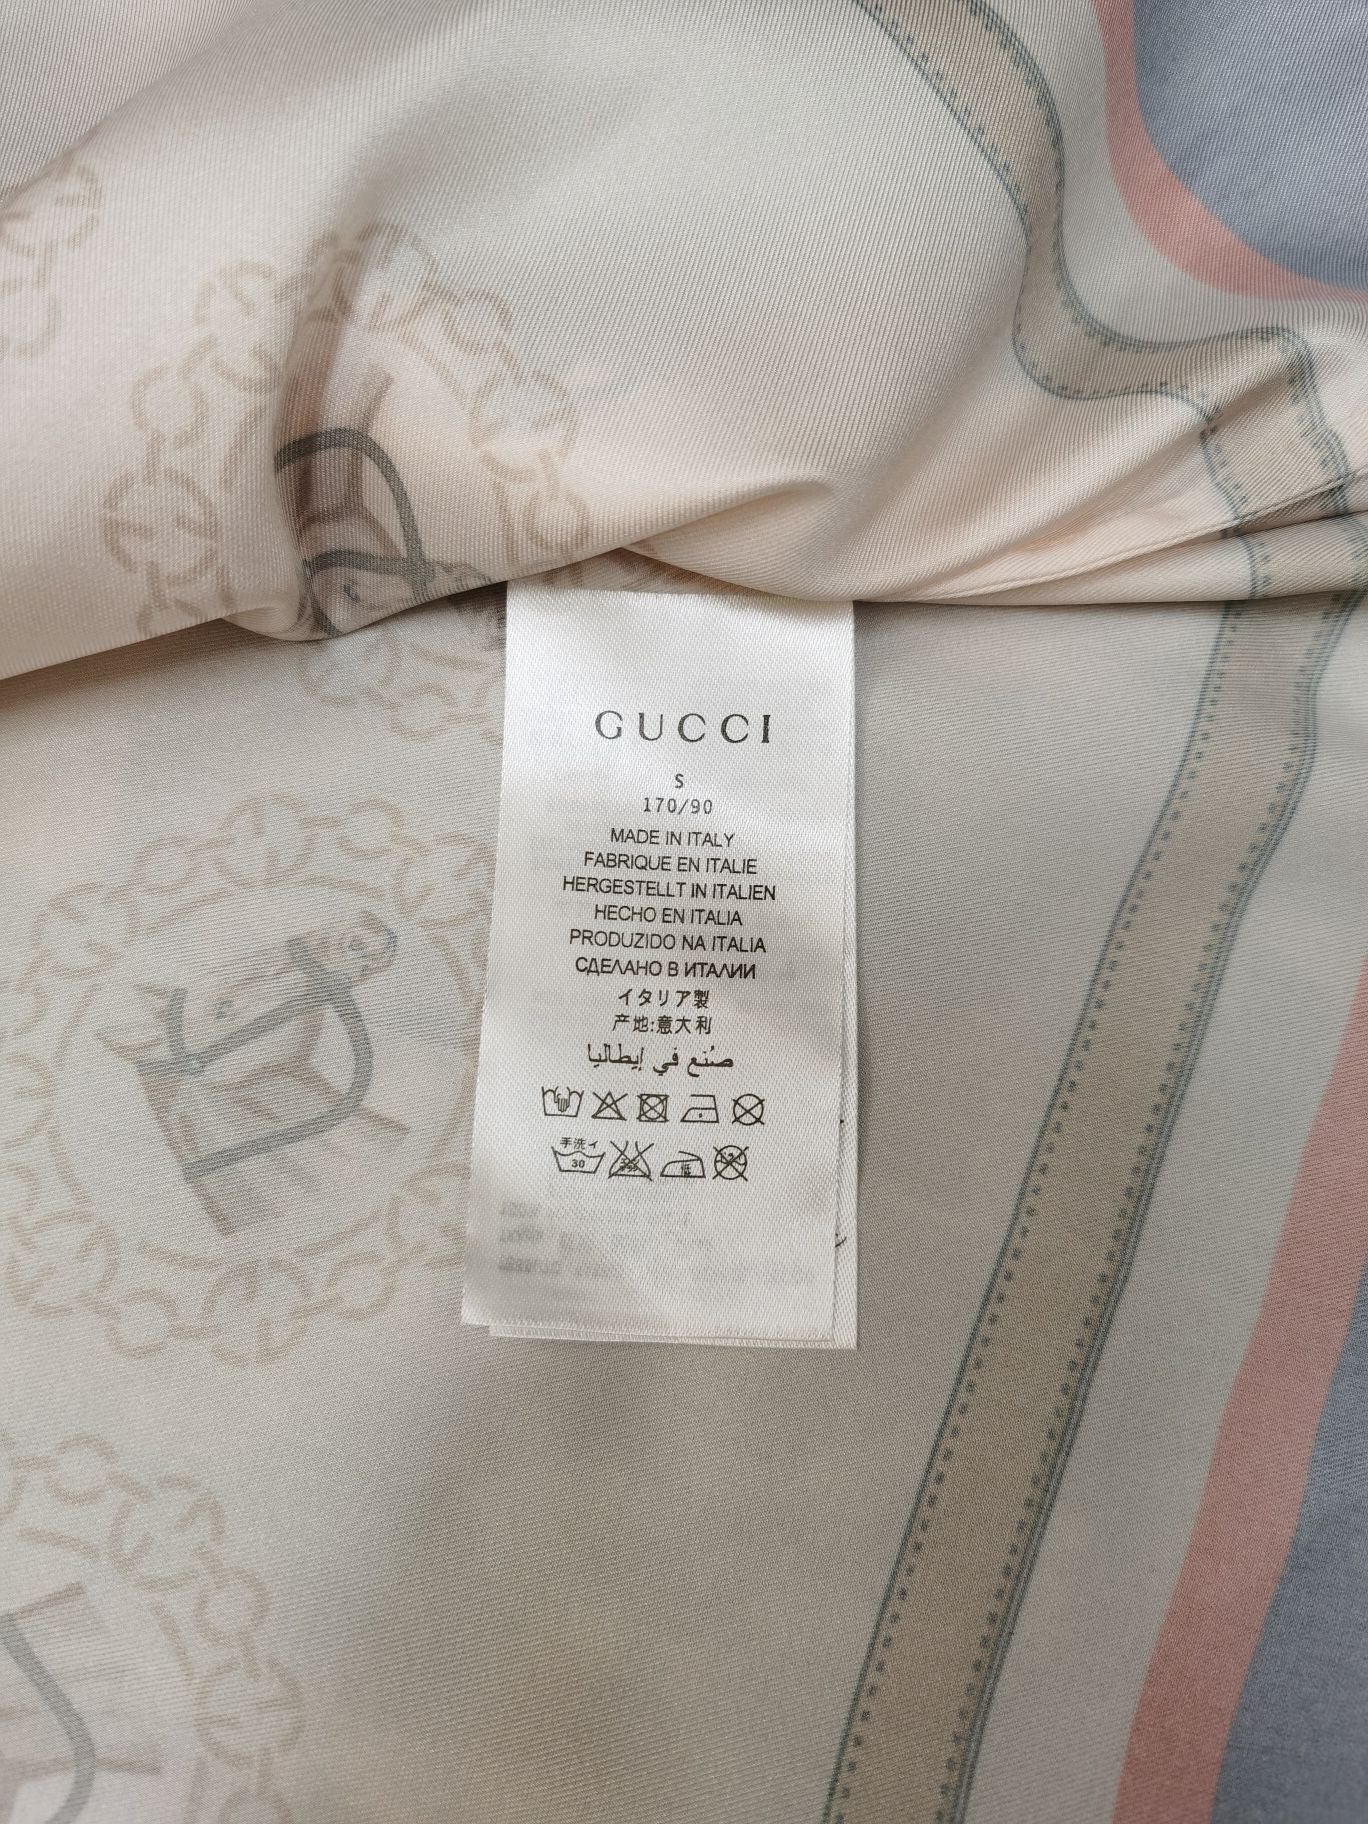 GUCCI
S
170/90
MADE IN ITALY
FABRIQUE EN ITALIE
HERGESTELLT IN ITALIEN
HECHO EN ITALIA
PRODUZIDO NA ITALIA
СДЕЛАНО В ИТАЛИИ
イタリア製
产地:意大利
صُنع في إيطاليا
手洗イ
30
低